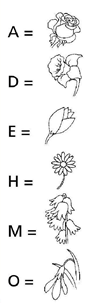 A =
D =
E =
H =
M =
O =